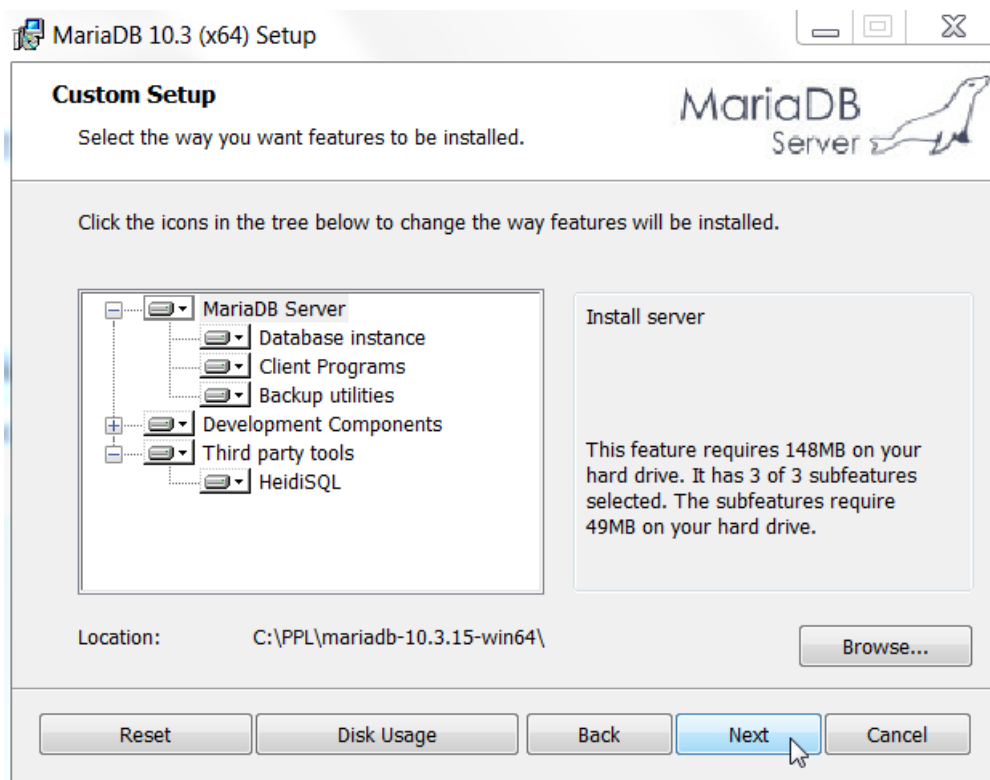 MariaDB 10.3 (x64) Setup
Custom Setup
Select the way you want features to be installed.
MariaDB
Server
Click the icons in the tree below to change the way features will be installed.
MariaDB Server
Database instance
Client Programs
Backup utilities
Development Components
Third party tools
HeidiSQL
Install server
This feature requires 148MB on your
hard drive. It has 3 of 3 subfeatures
selected. The subfeatures require
49MB on your hard drive.
Location: C:\PPL\mariadb-10.3.15-win64\
Browse...
Reset Disk Usage Back Next Cancel